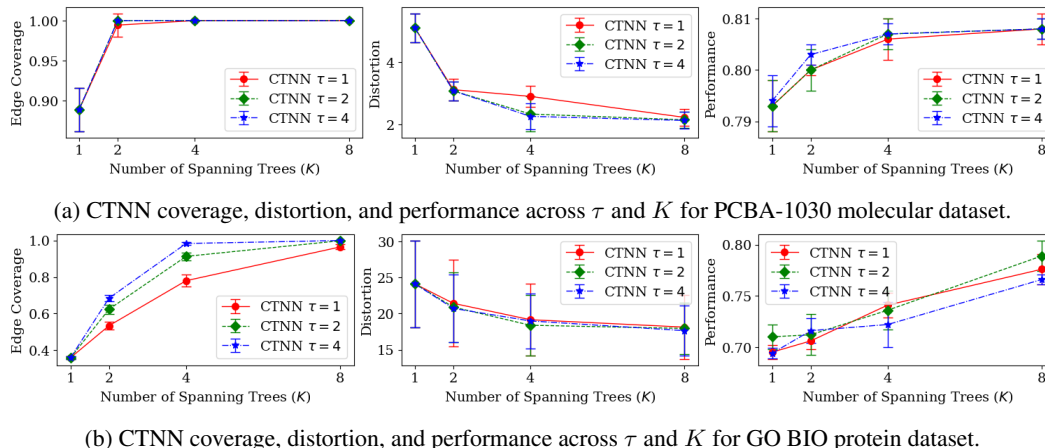 1.00
0.95
0.90
Edge Coverage
CTNN τ = 1
CTNN τ = 2
CTNN τ = 4
1 2 4 8
Number of Spanning Trees (K)
4
2
Distortion
CTNN τ = 1
CTNN τ = 2
CTNN τ = 4
1 2 4 8
Number of Spanning Trees (K)
0.81
0.80
0.79
Performance
CTNN τ = 1
CTNN τ = 2
CTNN τ = 4
1 2 4 8
Number of Spanning Trees (K)
(a) CTNN coverage, distortion, and performance across τ and K for PCBA-1030 molecular dataset.
1.0
0.8
0.6
0.4
Edge Coverage
CTNN τ = 1
CTNN τ = 2
CTNN τ = 4
1 2 4 8
Number of Spanning Trees (K)
30
25
20
15
Distortion
CTNN τ = 1
CTNN τ = 2
CTNN τ = 4
1 2 4 8
Number of Spanning Trees (K)
0.80
0.75
0.70
Performance
CTNN τ = 1
CTNN τ = 2
CTNN τ = 4
1 2 4 8
Number of Spanning Trees (K)
(b) CTNN coverage, distortion, and performance across τ and K for GO BIO protein dataset.